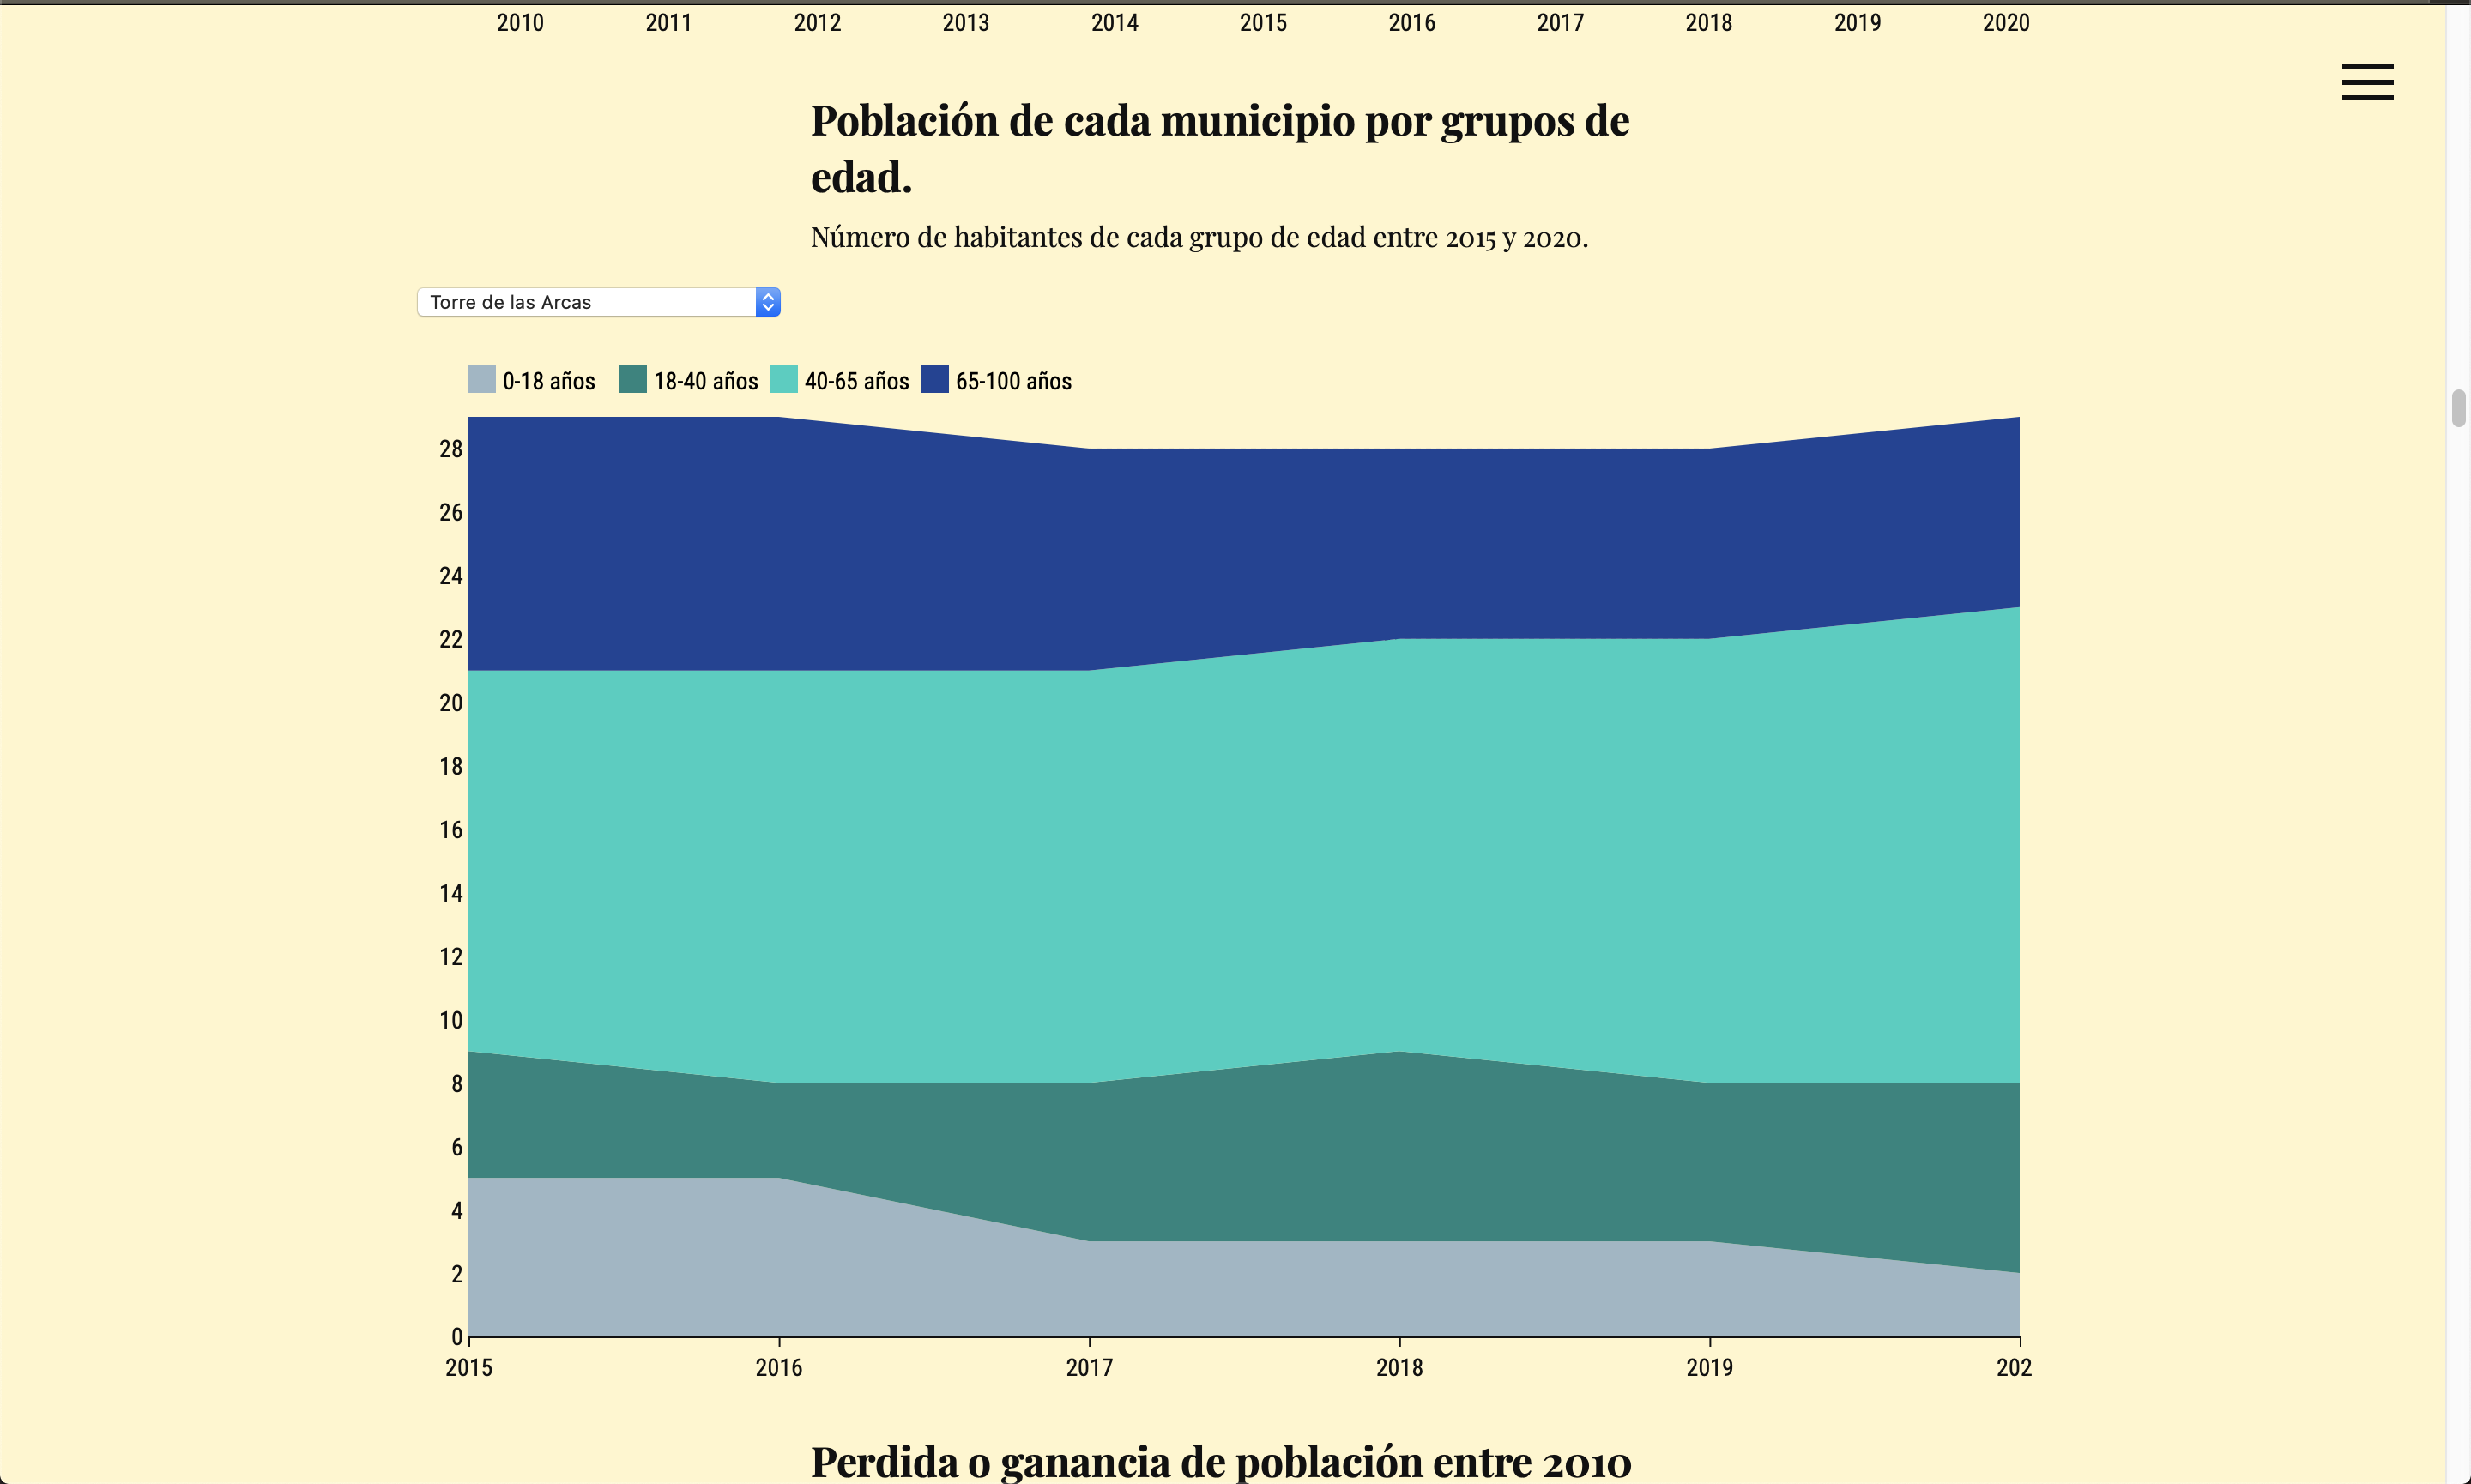 2010 2011 2012 2013 2014 2015 2016 2017 2018 2019 2020
Población de cada municipio por grupos de
edad.
Número de habitantes de cada grupo de edad entre 2015 y 2020.
Torre de las Arcas
0-18 años 18-40 años 40-65 años 65-100 años
28
26
24
22
20
18
16
14
12
10
8
6
4
2
0
2015 2016 2017 2018 2019 202
Perdida o ganancia de población entre 2010